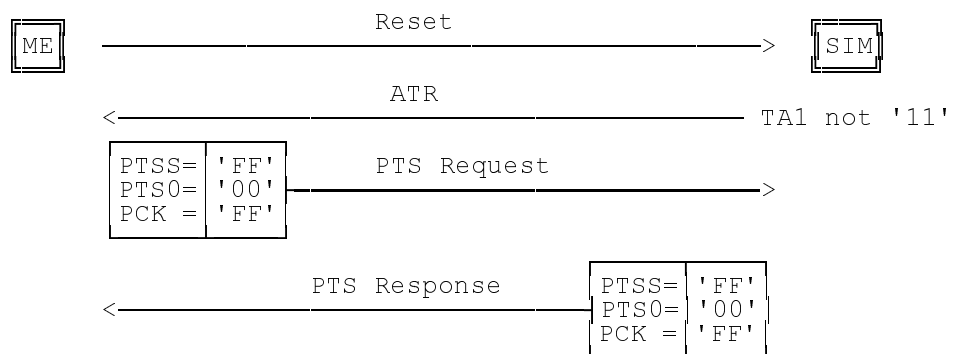 Reset
ME
SIM
ATR
TA1 not '11'
PTSS= 'FF'
PTS Request
PTS0= '00'
PCK = 'FF'
PTS Response
PTSS= 'FF'
PTS0= '00'
PCK = 'FF'